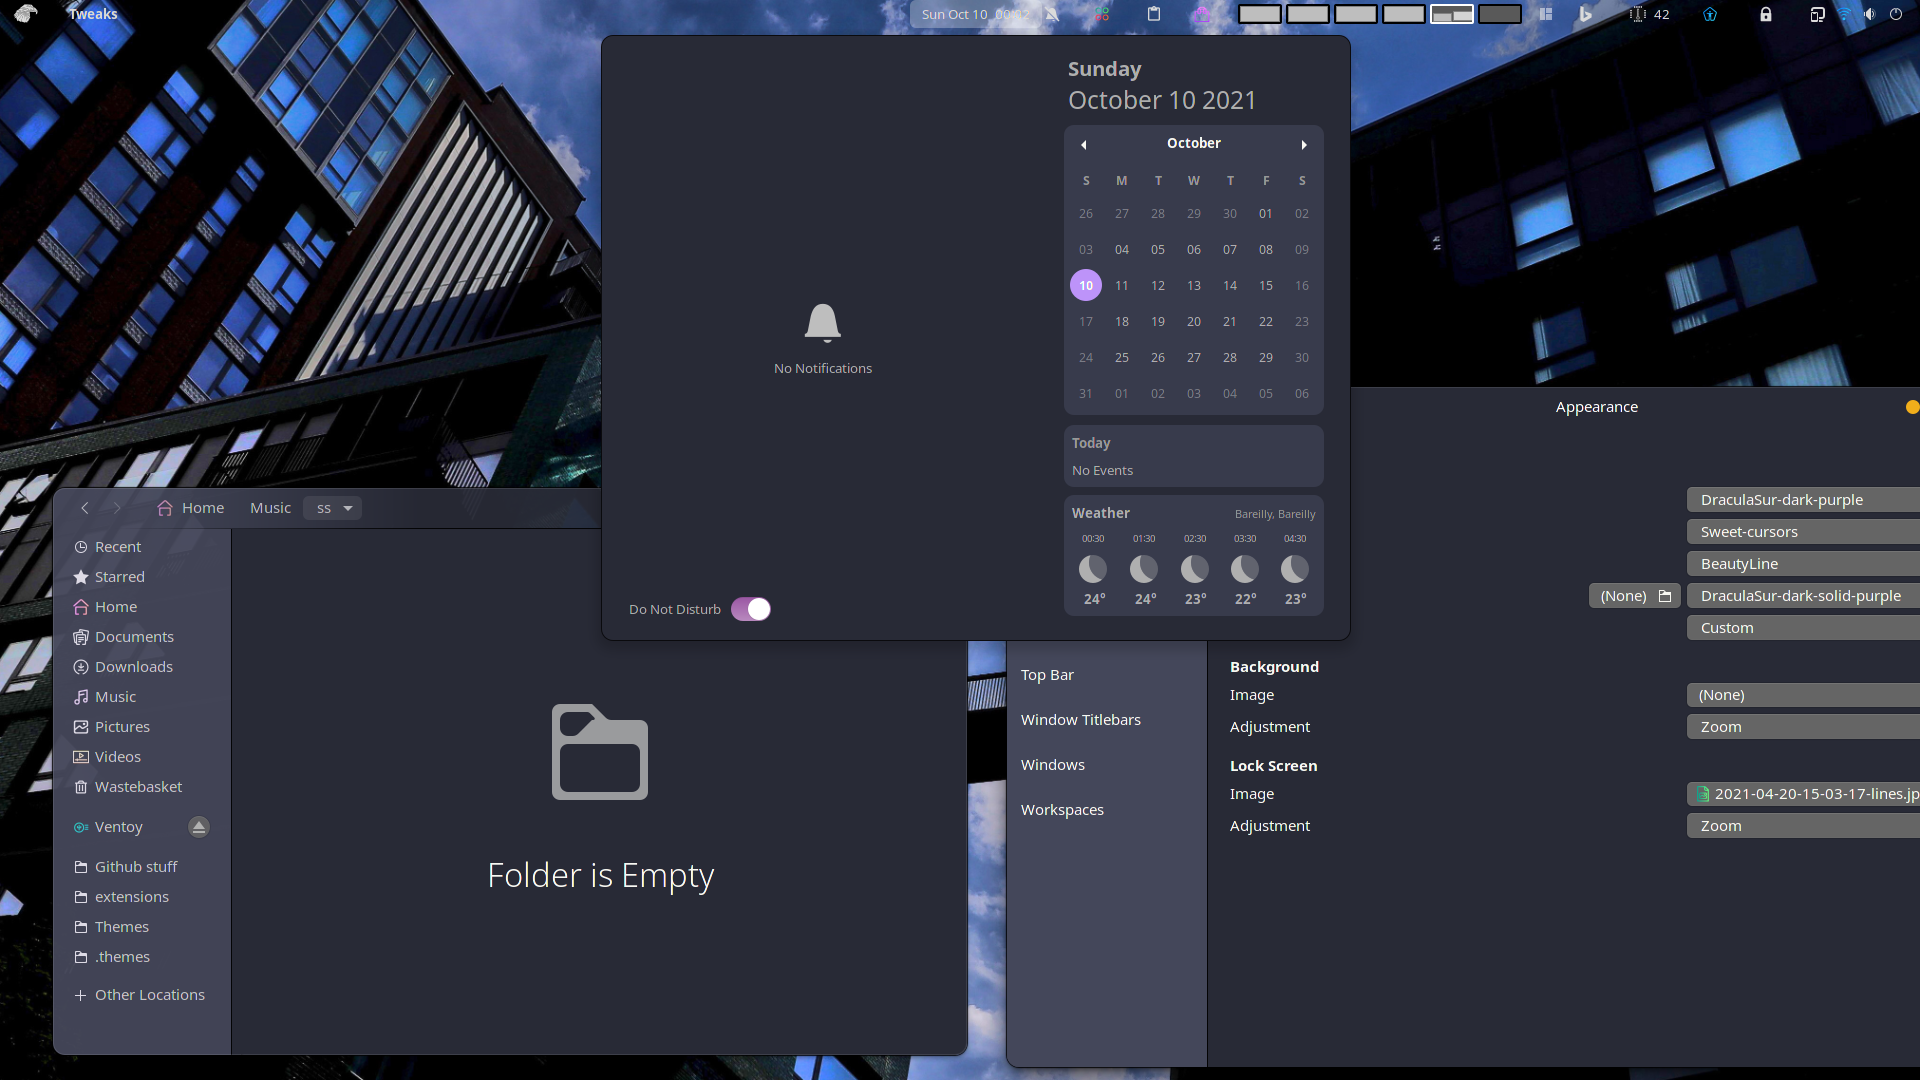 Tweaks
Sun Oct 10
42
Sunday
October 10 2021
October
S M T W T F S
26 27 28 29 30 01 02
03 04 05 06 07 08 09
10 11 12 13 14 15 16
17 18 19 20 21 22 23
24 25 26 27 28 29 30
31 01 02 03 04 05 06
Today
No Events
Weather Bareilly, Bareilly
00:30 01:30 02:30 03:30 04:30
24° 24° 23° 22° 23°
No Notifications
Do Not Disturb
Home Music ss
Recent
Starred
Home
Documents
Downloads
Music
Pictures
Videos
Wastebasket
Ventoy
Github stuff
extensions
Themes
.themes
Other Locations
Folder is Empty
Appearance
DraculaSur-dark-purple
Sweet-cursors
BeautyLine
(None) DraculaSur-dark-solid-purple
Custom
Top Bar
Window Titlebars
Windows
Workspaces
Background
Image (None)
Adjustment Zoom
Lock Screen
Image 2021-04-20-15-03-17-lines.jp
Adjustment Zoom